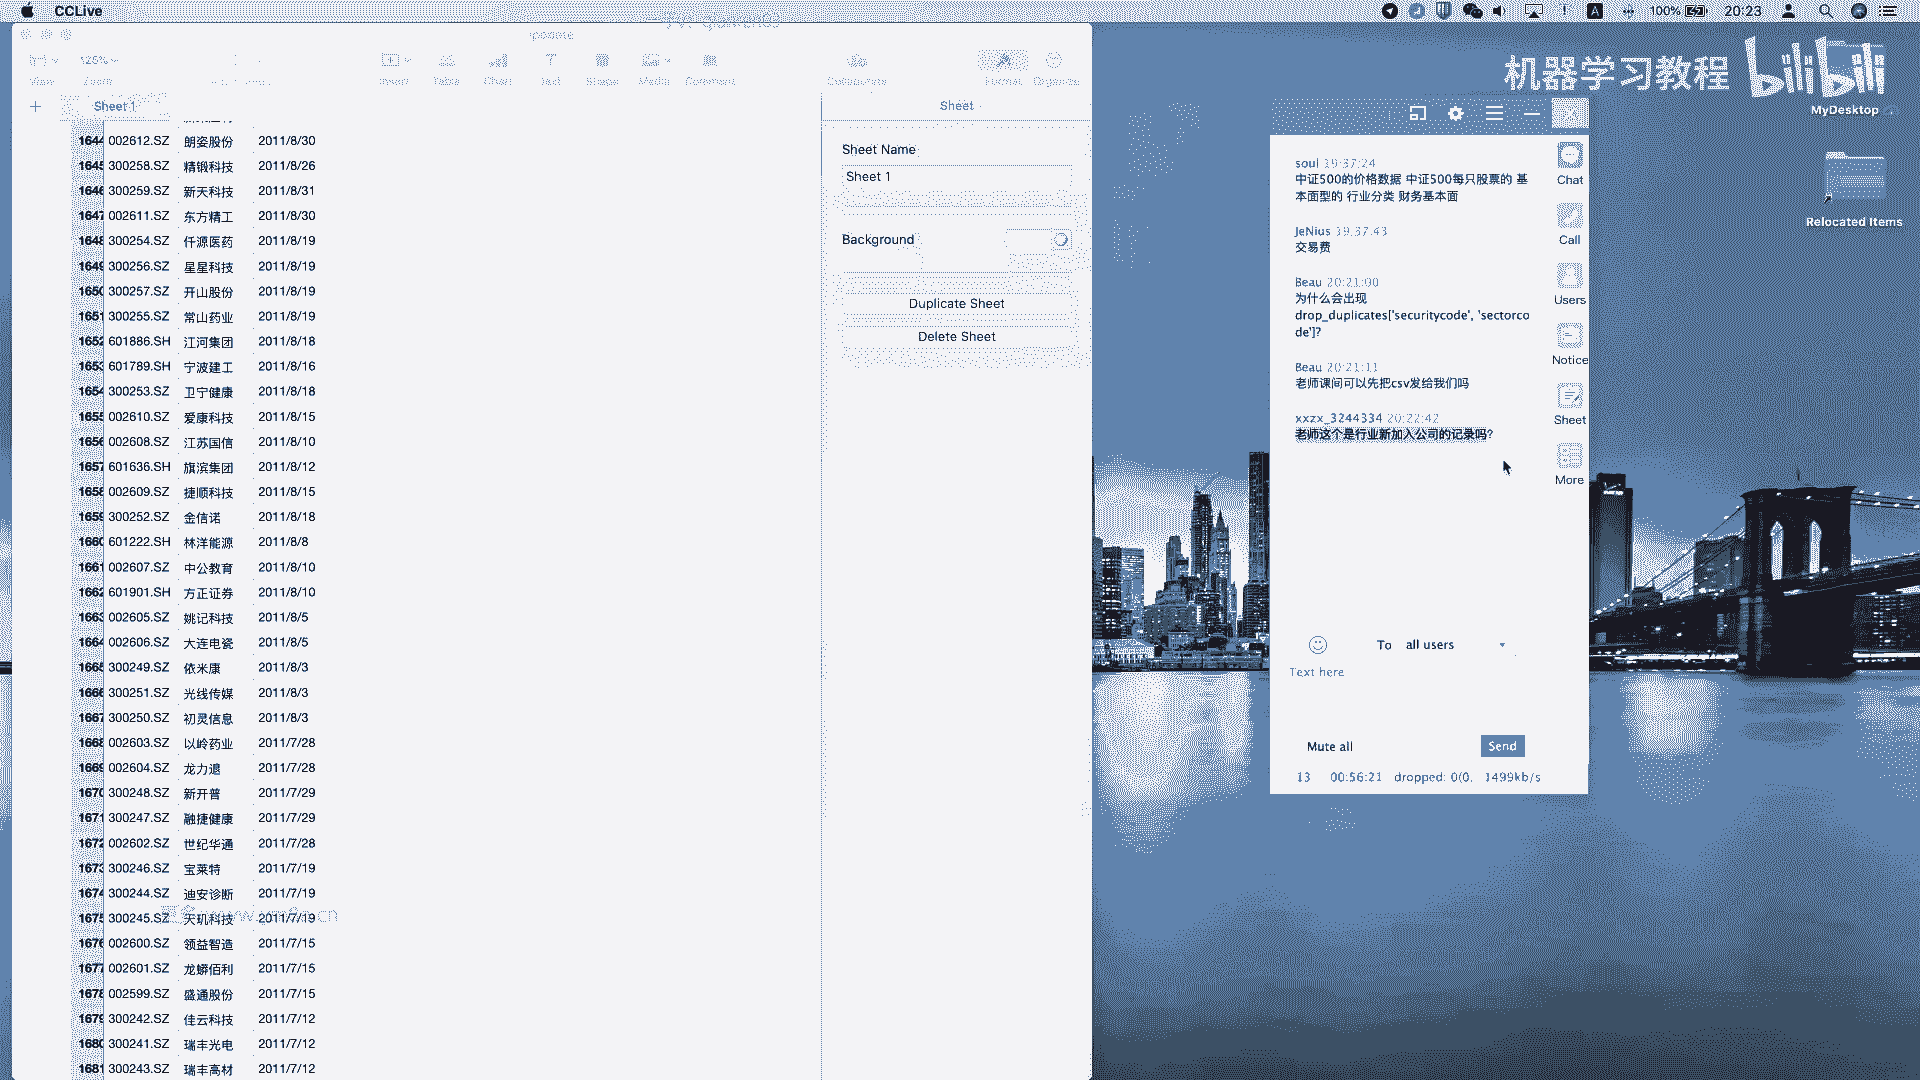 CCLive
100%
20:23
ipodate
125%
View
Zoom
Insert
Table
Chart
Text
Shape
Media
Comment
Collaborate
Format
Organize
Sheet 1
Sheet
1644 002612.SZ 朗姿股份 2011/8/30
1645 300258.SZ 精锻科技 2011/8/26
1646 300259.SZ 新天科技 2011/8/31
1647 002611.SZ 东方精工 2011/8/30
1648 300254.SZ 仟源医药 2011/8/19
1649 300256.SZ 星星科技 2011/8/19
1650 300257.SZ 开山股份 2011/8/19
1651 300255.SZ 常山药业 2011/8/19
1652 601886.SH 江河集团 2011/8/18
1653 601789.SH 宁波建工 2011/8/16
1654 300253.SZ 卫宁健康 2011/8/18
1655 002610.SZ 爱康科技 2011/8/15
1656 002608.SZ 江苏国信 2011/8/10
1657 601636.SH 旗滨集团 2011/8/12
1658 002609.SZ 捷顺科技 2011/8/15
1659 300252.SZ 金信诺 2011/8/18
1660 601222.SH 林洋能源 2011/8/8
1661 002607.SZ 中公教育 2011/8/10
1662 601901.SH 方正证券 2011/8/10
1663 002605.SZ 姚记科技 2011/8/5
1664 002606.SZ 大连电瓷 2011/8/5
1665 300249.SZ 依米康 2011/8/3
1666 300251.SZ 光线传媒 2011/8/3
1667 300250.SZ 初灵信息 2011/8/3
1668 002603.SZ 以岭药业 2011/7/28
1669 002604.SZ 龙力退 2011/7/28
1670 300248.SZ 新开普 2011/7/29
1671 300247.SZ 融捷健康 2011/7/29
1672 002602.SZ 世纪华通 2011/7/28
1673 300246.SZ 宝莱特 2011/7/19
1674 300244.SZ 迪安诊断 2011/7/19
1675 300245.SZ 天玑科技 2011/7/19
1676 002600.SZ 领益智造 2011/7/15
1677 002601.SZ 龙蟒佰利 2011/7/15
1678 002599.SZ 盛通股份 2011/7/15
1679 300242.SZ 佳云科技 2011/7/12
1680 300241.SZ 瑞丰光电 2011/7/12
1681 300243.SZ 瑞丰高材 2011/7/12
Sheet Name
Sheet 1
Background
Duplicate Sheet
Delete Sheet
机器学习教程 bilibili
MyDesktop
Relocated Items
soul 19:37:24
中证500的价格数据 中证500每只股票的 基
本面型的 行业分类 财务基本面
JeNius 19:37:43
交易费
Beau 20:21:00
为什么会出现
drop_duplicates['securitycode', 'sectorco
de']?
Beau 20:21:11
老师课间可以先把csv发给我们吗
xxzx_3244334 20:22:42
老师这个是行业新加入公司的记录吗?
Chat
Call
Users
Notice
Sheet
More
To all users
Text here
Mute all
Send
13 00:56:21 dropped: 0(0, 1499kb/s